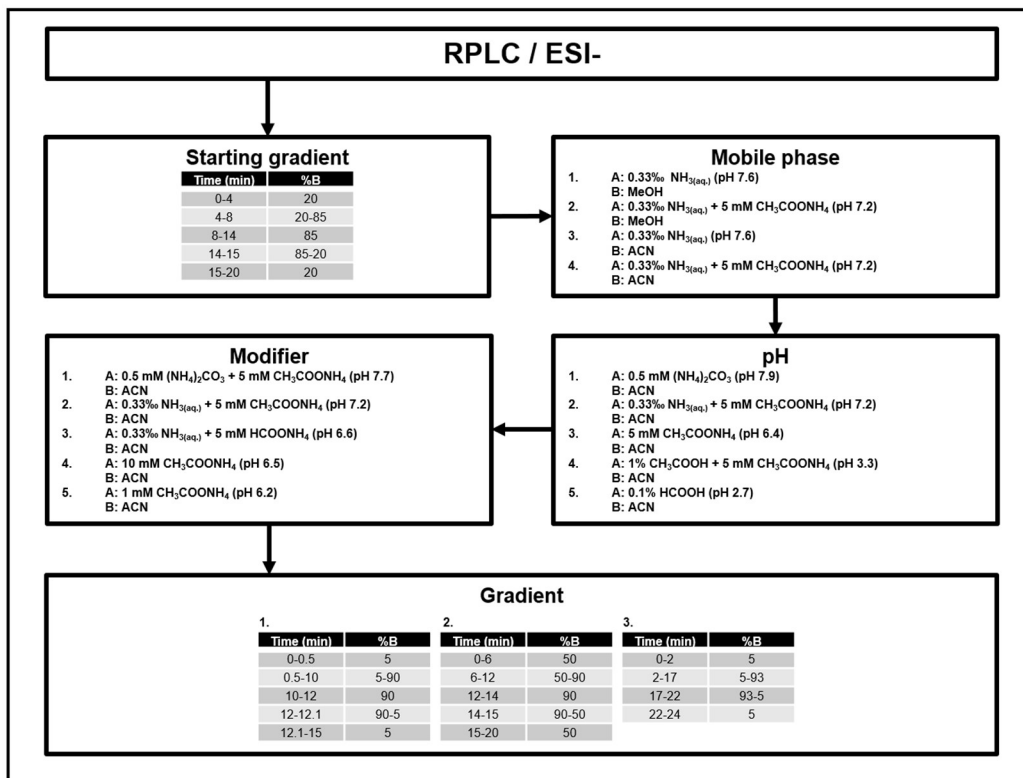 RPLC / ESI-
Starting gradient
Time (min) %B
0-4 20
4-8 20-85
8-14 85
14-15 85-20
15-20 20
Mobile phase
1. A: 0.33‰ NH₃₍aq.₎ (pH 7.6)
B: MeOH
2. A: 0.33‰ NH₃₍aq.₎ + 5 mM CH₃COONH₄ (pH 7.2)
B: MeOH
3. A: 0.33‰ NH₃₍aq.₎ (pH 7.6)
B: ACN
4. A: 0.33‰ NH₃₍aq.₎ + 5 mM CH₃COONH₄ (pH 7.2)
B: ACN
pH
1. A: 0.5 mM (NH₄)₂CO₃ (pH 7.9)
B: ACN
2. A: 0.33‰ NH₃₍aq.₎ + 5 mM CH₃COONH₄ (pH 7.2)
B: ACN
3. A: 5 mM CH₃COONH₄ (pH 6.4)
B: ACN
4. A: 1% CH₃COOH + 5 mM CH₃COONH₄ (pH 3.3)
B: ACN
5. A: 0.1% HCOOH (pH 2.7)
B: ACN
Modifier
1. A: 0.5 mM (NH₄)₂CO₃ + 5 mM CH₃COONH₄ (pH 7.7)
B: ACN
2. A: 0.33‰ NH₃₍aq.₎ + 5 mM CH₃COONH₄ (pH 7.2)
B: ACN
3. A: 0.33‰ NH₃₍aq.₎ + 5 mM HCOONH₄ (pH 6.6)
B: ACN
4. A: 10 mM CH₃COONH₄ (pH 6.5)
B: ACN
5. A: 1 mM CH₃COONH₄ (pH 6.2)
B: ACN
Gradient
1.
Time (min) %B
0-0.5 5
0.5-10 5-90
10-12 90
12-12.1 90-5
12.1-15 5
2.
Time (min) %B
0-6 50
6-12 50-90
12-14 90
14-15 90-50
15-20 50
3.
Time (min) %B
0-2 5
2-17 5-93
17-22 93-5
22-24 5